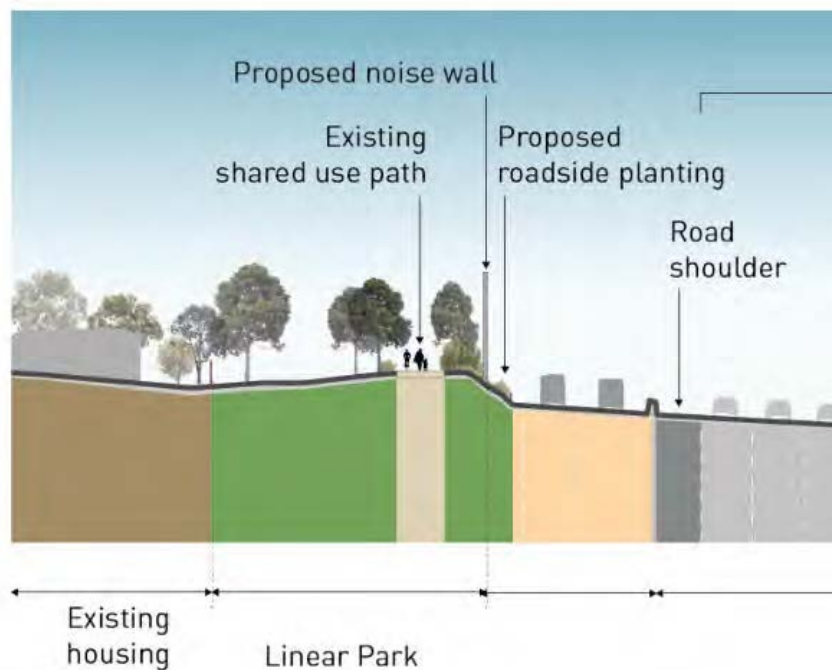 Proposed noise wall
Existing
shared use path
Proposed
roadside planting
Road
shoulder
Existing
housing
Linear Park